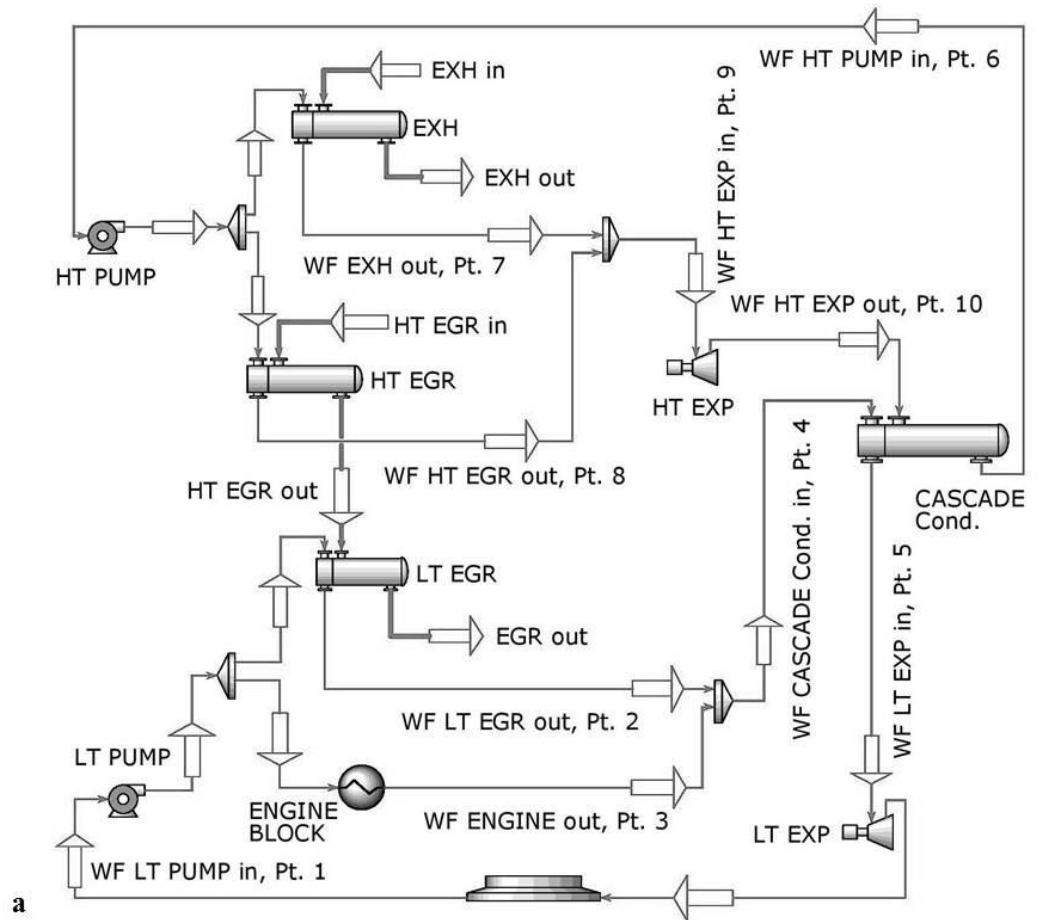 WF HT PUMP in, Pt. 6
EXH in
EXH
EXH out
WF HT EXP in, Pt. 9
HT PUMP
WF EXH out, Pt. 7
WF HT EXP out, Pt. 10
HT EGR in
HT EGR
HT EXP
WF HT EGR out, Pt. 8
HT EGR out
WF CASCADE Cond. in, Pt. 4
CASCADE
Cond.
WF LT EXP in, Pt. 5
LT EGR
EGR out
WF LT EGR out, Pt. 2
LT PUMP
ENGINE
BLOCK
WF ENGINE out, Pt. 3
LT EXP
WF LT PUMP in, Pt. 1
a